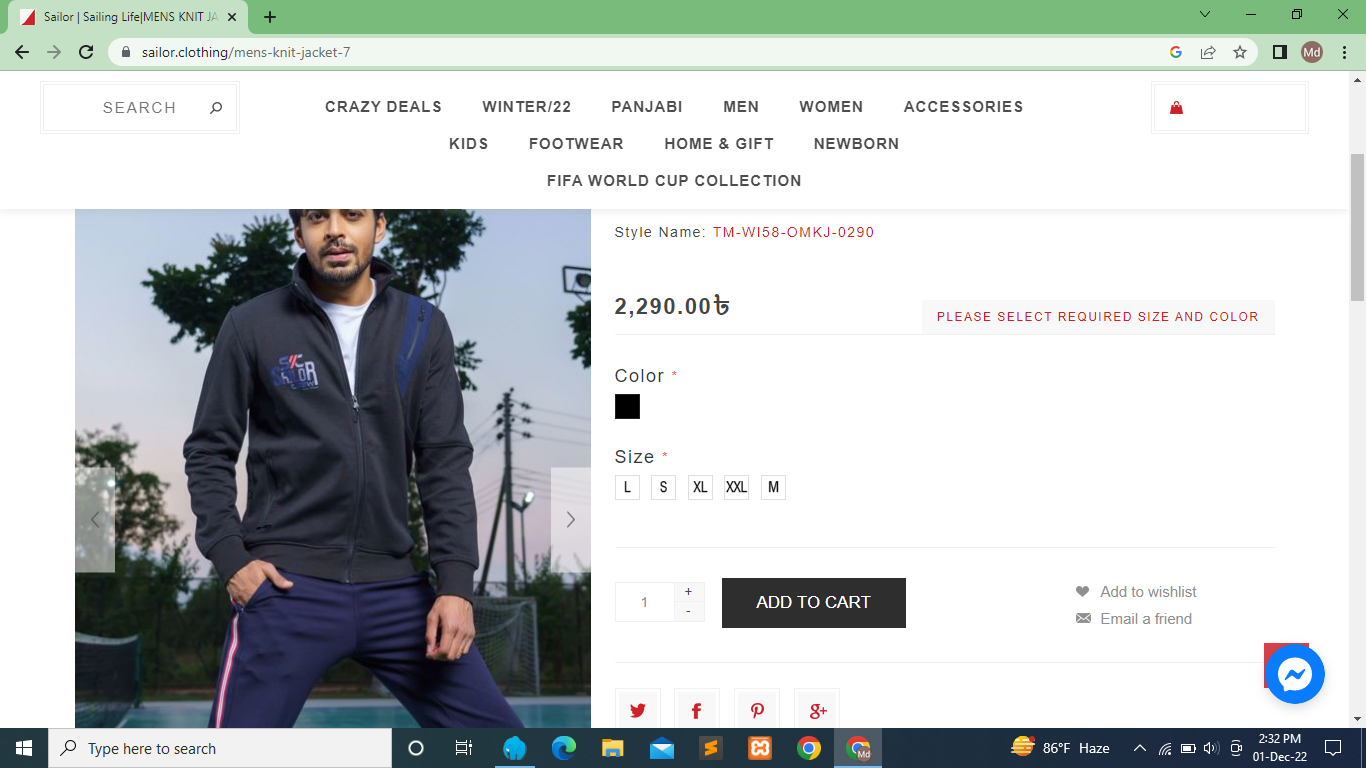 Sailor | Sailing Life|MENS KNIT JA
sailor.clothing/mens-knit-jacket-7
Md
SEARCH
CRAZY DEALS WINTER/22 PANJABI MEN WOMEN ACCESSORIES
KIDS FOOTWEAR HOME & GIFT NEWBORN
FIFA WORLD CUP COLLECTION
Style Name: TM-WI58-OMKJ-0290
2,290.00৳
PLEASE SELECT REQUIRED SIZE AND COLOR
Color *
SAILOR
Size *
L S XL XXL M
1 + -
ADD TO CART
Add to wishlist
Email a friend
Type here to search
Md
86°F Haze
2:32 PM
01-Dec-22